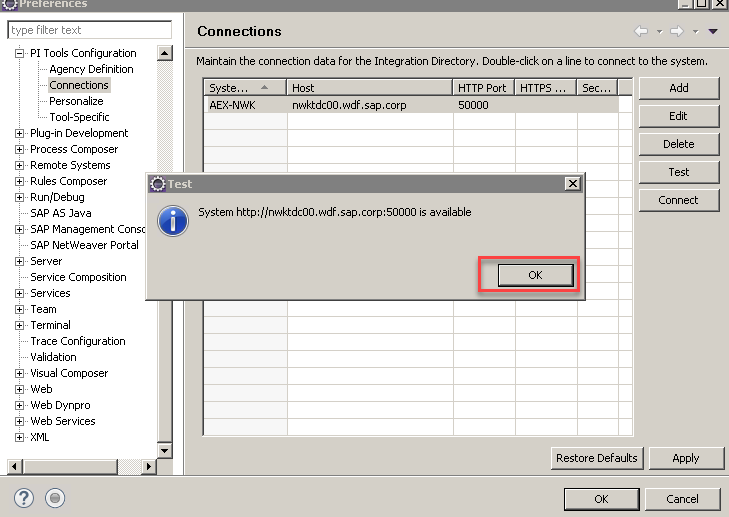 Preferences
type filter text
PI Tools Configuration
Agency Definition
Connections
Personalize
Tool-Specific
Plug-in Development
Process Composer
Remote Systems
Rules Composer
Run/Debug
SAP AS Java
SAP Management Conso
SAP NetWeaver Portal
Server
Service Composition
Services
Team
Terminal
Trace Configuration
Validation
Visual Composer
Web
Web Dynpro
Web Services
XML
Connections
Maintain the connection data for the Integration Directory. Double-click on a line to connect to the system.
Syste... Host HTTP Port HTTPS ... Sec...
AEX-NWK nwktdc00.wdf.sap.corp 50000
Add
Edit
Delete
Test
Connect
Test
System http://nwktdc00.wdf.sap.corp:50000 is available
OK
Restore Defaults Apply
OK Cancel